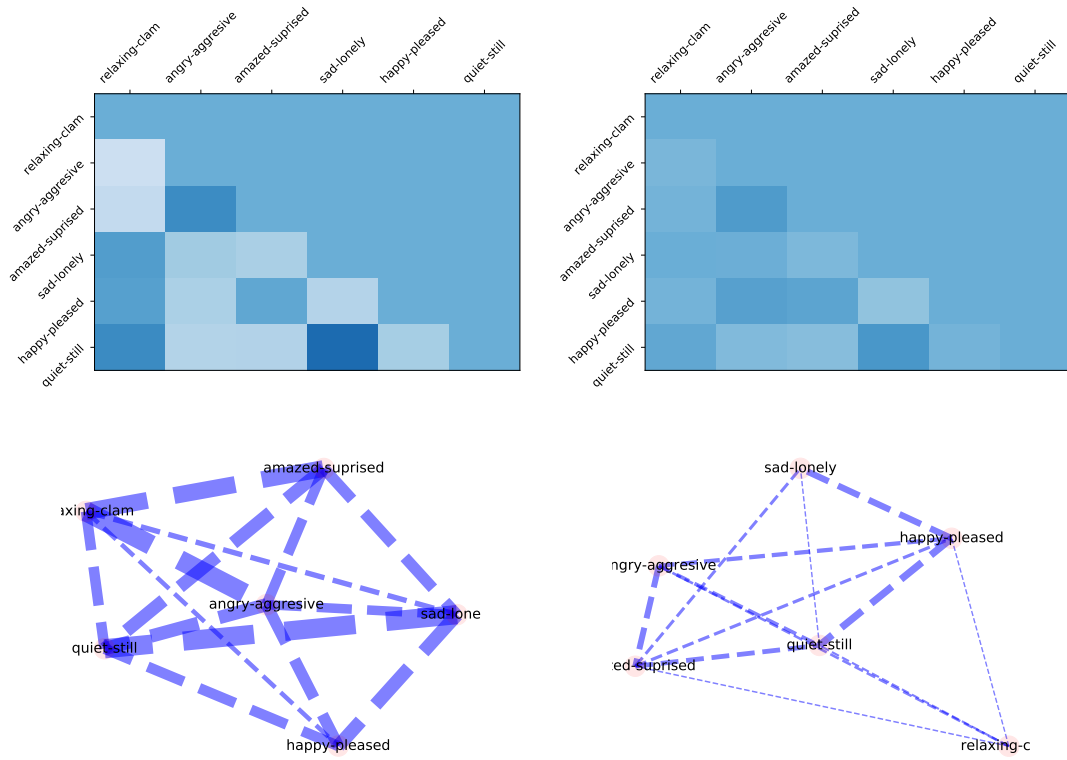 relaxing-clam
angry-aggresive
amazed-suprised
sad-lonely
happy-pleased
quiet-still
relaxing-clam
angry-aggresive
amazed-suprised
sad-lonely
happy-pleased
quiet-still
relaxing-clam
angry-aggresive
amazed-suprised
sad-lonely
happy-pleased
quiet-still
relaxing-clam
angry-aggresive
amazed-suprised
sad-lonely
happy-pleased
quiet-still
amazed-suprised
axing-clam
angry-aggresive
sad-lone
quiet-still
happy-pleased
sad-lonely
happy-pleased
ngry-aggresive
quiet-still
ed-suprised
relaxing-c